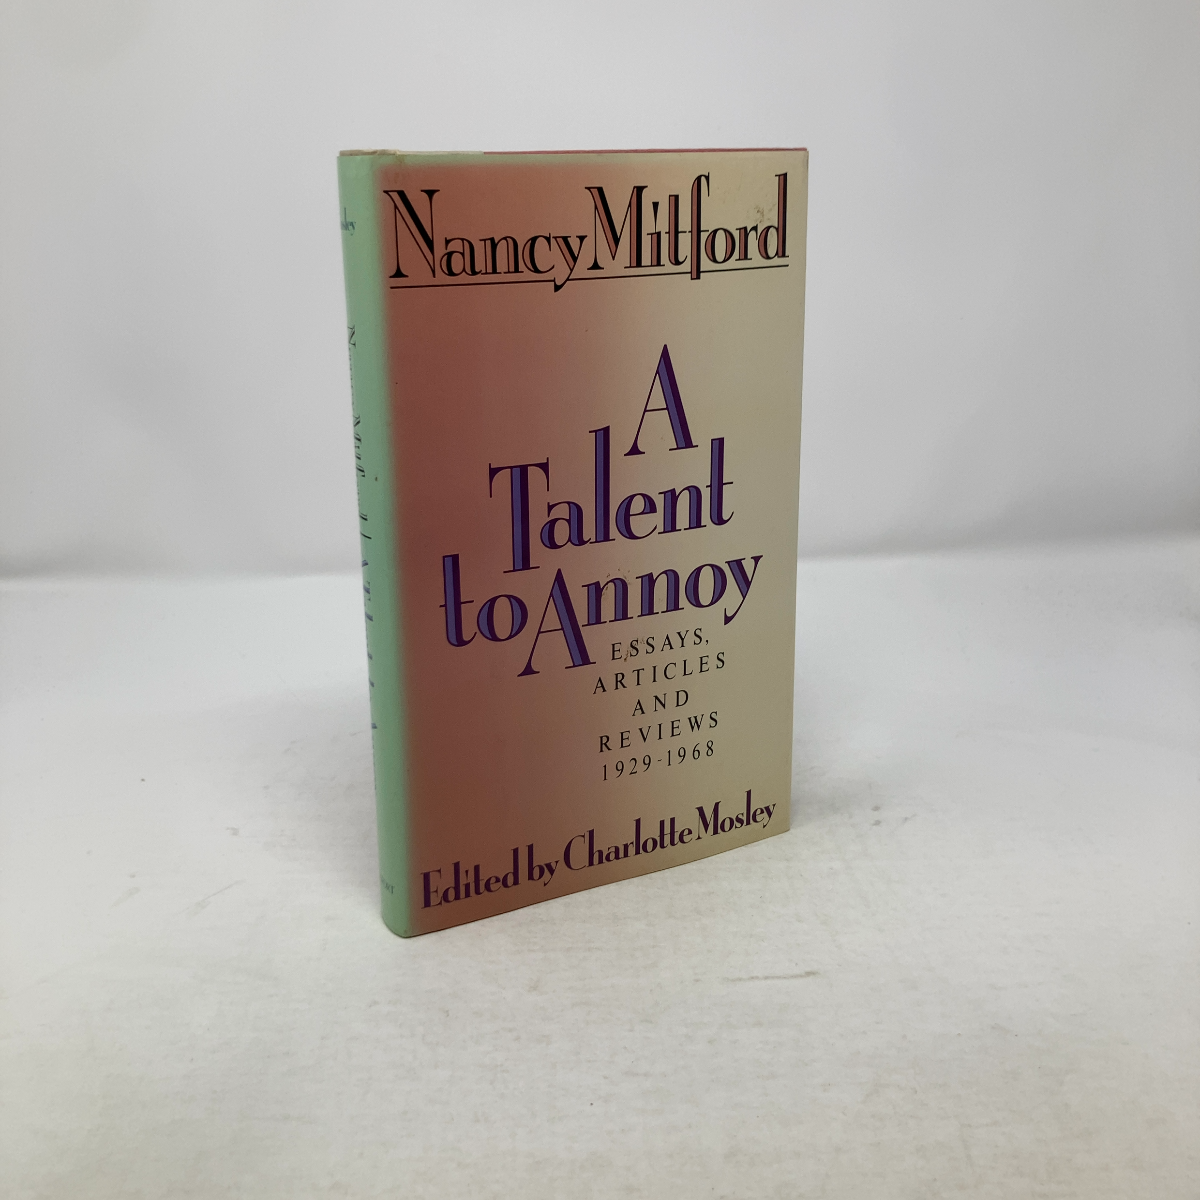 Nancy Mitford
A
Talent
to Annoy
ESSAYS,
ARTICLES
AND
REVIEWS
1929-1968
Edited by Charlotte Mosley